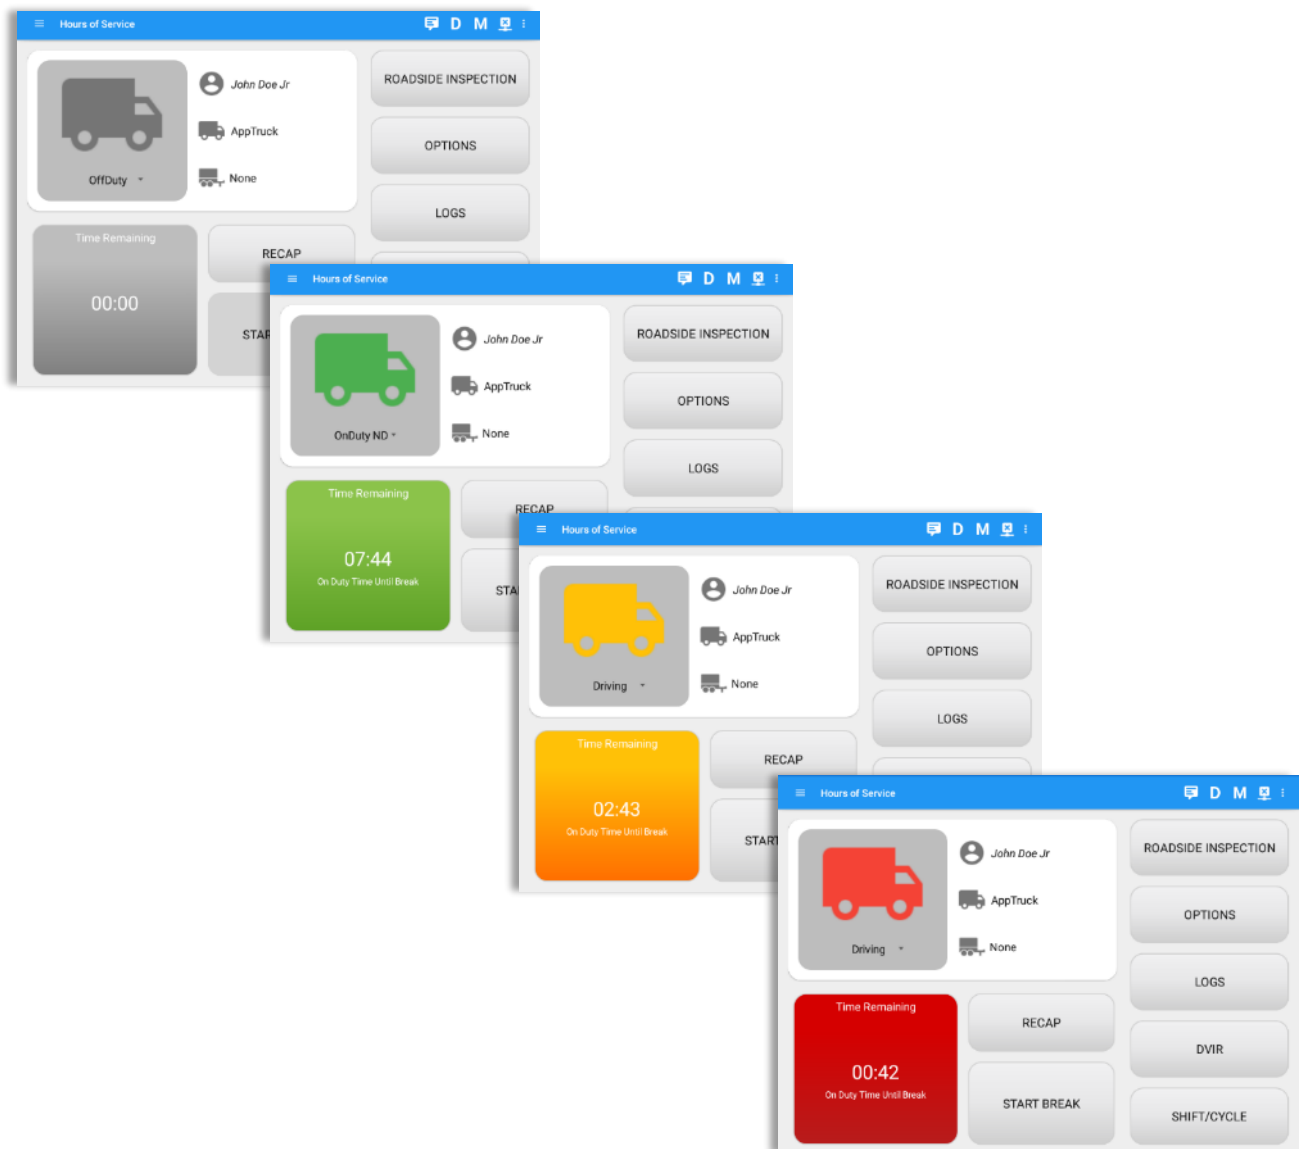 Hours of Service
D M
John Doe Jr
AppTruck
None
OffDuty
ROADSIDE INSPECTION
OPTIONS
LOGS
Time Remaining
00:00
RECAP
STAR
Hours of Service
D M
John Doe Jr
AppTruck
None
OnDuty ND
ROADSIDE INSPECTION
OPTIONS
LOGS
Time Remaining
07:44
On Duty Time Until Break
RECAP
STA
Hours of Service
D M
John Doe Jr
AppTruck
None
Driving
ROADSIDE INSPECTION
OPTIONS
LOGS
Time Remaining
02:43
On Duty Time Until Break
RECAP
START
Hours of Service
D M
John Doe Jr
AppTruck
None
Driving
ROADSIDE INSPECTION
OPTIONS
LOGS
DVIR
SHIFT/CYCLE
Time Remaining
00:42
On Duty Time Until Break
RECAP
START BREAK